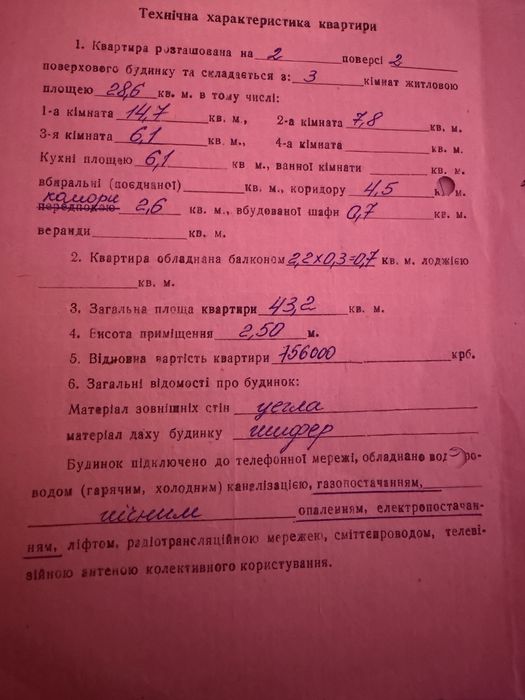 Технічна характеристика квартири
1. Квартира розташована на 2 поверсі 2
поверхового будинку та складається з: 3 кімнат житловою
площею 28,6 кв. м. в тому числі:
1-а кімната 14,7 кв. м., 2-а кімната 7,8 кв. м.
3-я кімната 6,1 кв. м., 4-а кімната кв. м.
Кухні площею 6,1 кв м., ванної кімнати кв. м.
вбиральні (поєднаної) кв. м., коридору 4,5 м.
комори
передпокою 2,6 кв. м., вбудованої шафи 0,7 кв. м.
веранди кв. м.
2. Квартира обладнана балконом 2,2х0,3=0,7 кв. м. лоджією
кв. м.
3. Загальна площа квартири 43,2 кв. м.
4. Висота приміщення 2,50 м.
5. Відновна вартість квартири 756000 крб.
6. Загальні відомості про будинок:
Матеріал зовнішніх стін цегла
матеріал даху будинку шифер
Будинок підключено до телефонної мережі, обладнано водопро-
водом (гарячим, холодним) каналізацією, газопостачанням,
пічним опаленням, електропостачан-
ням, ліфтом, радіотрансляційною мережею, сміттепроводом, телеві-
зійною антеною колективного користування.